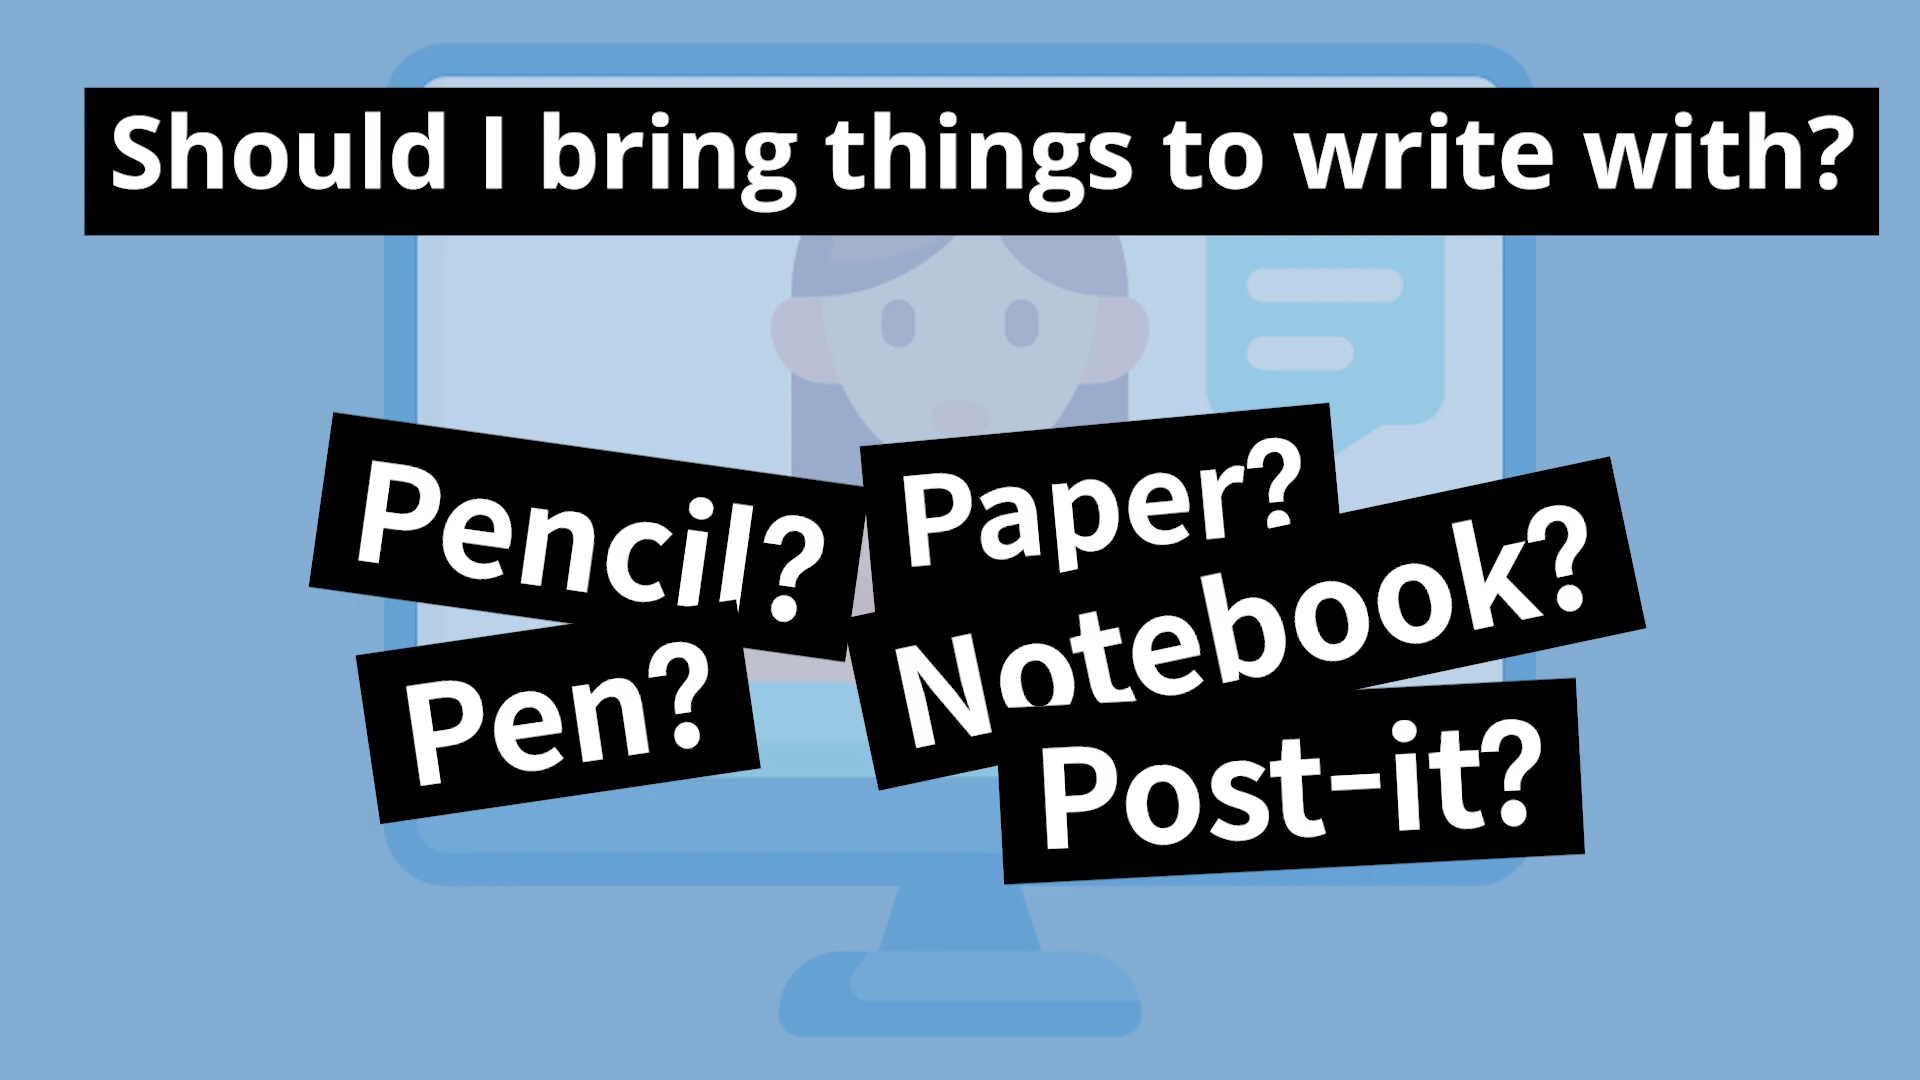 Should I bring things to write with?
Pencil?
Pen?
Paper?
Notebook?
Post-it?